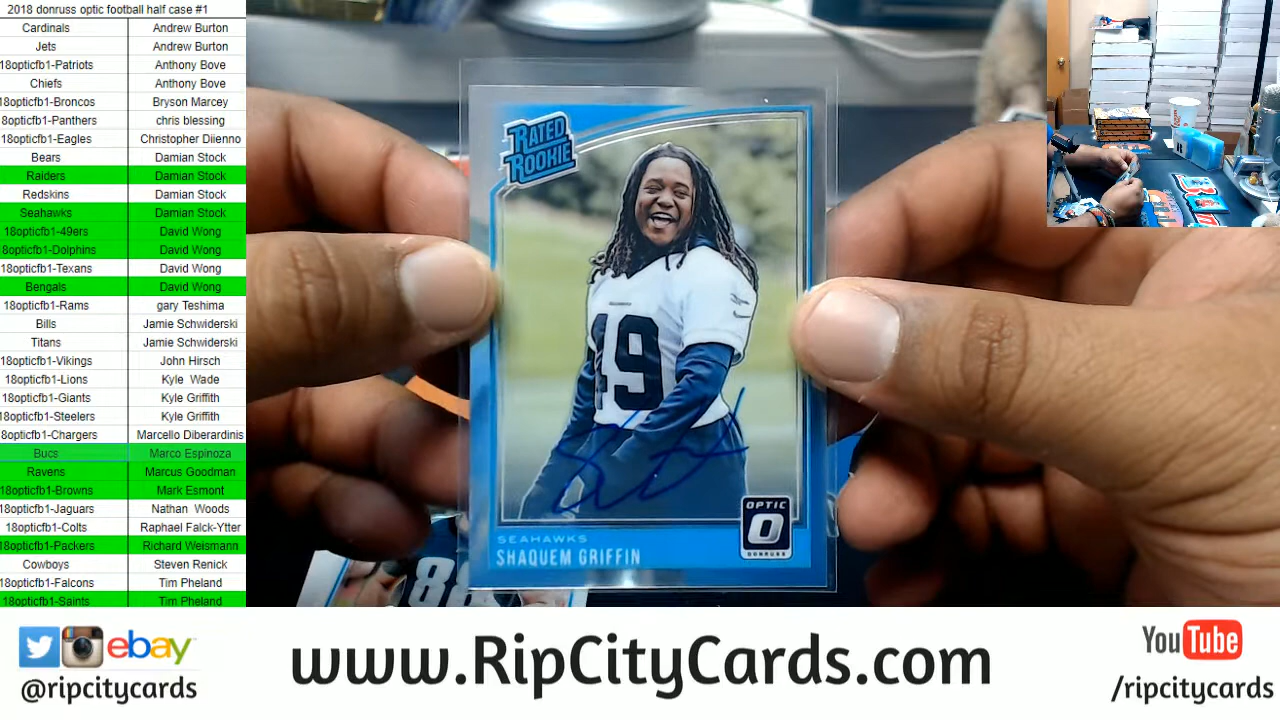 2018 donruss optic football half case #1
Cardinals Andrew Burton
Jets Andrew Burton
18opticfb1-Patriots Anthony Bove
Chiefs Anthony Bove
18opticfb1-Broncos Bryson Marcey
8opticfb1-Panthers chris blessing
18opticfb1-Eagles Christopher Diienno
Bears Damian Stock
Raiders Damian Stock
Redskins Damian Stock
Seahawks Damian Stock
18opticfb1-49ers David Wong
8opticfb1-Dolphins David Wong
18opticfb1-Texans David Wong
Bengals David Wong
18opticfb1-Rams gary Teshima
Bills Jamie Schwiderski
Titans Jamie Schwiderski
18opticfb1-Vikings John Hirsch
18opticfb1-Lions Kyle Wade
18opticfb1-Giants Kyle Griffith
18opticfb1-Steelers Kyle Griffith
8opticfb1-Chargers Marcello Diberardinis
Bucs Marco Espinoza
Ravens Marcus Goodman
18opticfb1-Browns Mark Esmont
18opticfb1-Jaguars Nathan Woods
18opticfb1-Colts Raphael Falck-Ytter
18opticfb1-Packers Richard Weismann
Cowboys Steven Renick
18opticfb1-Falcons Tim Pheland
18opticfb1-Saints Tim Pheland
RATED
ROOKIE
49
OPTIC
O
DONRUSS
SEAHAWKS
SHAQUEM GRIFFIN
88
ebay
@ripcitycards
www.RipCityCards.com
YouTube
/ripcitycards